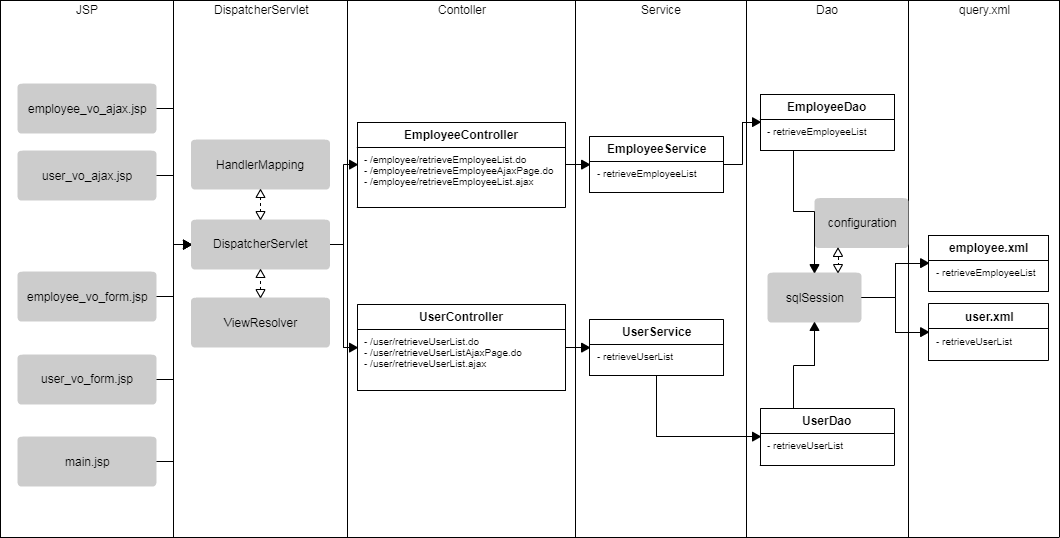 JSP
DispatcherServlet
Contoller
Service
Dao
query.xml
employee_vo_ajax.jsp
user_vo_ajax.jsp
employee_vo_form.jsp
user_vo_form.jsp
main.jsp
HandlerMapping
DispatcherServlet
ViewResolver
EmployeeController
- /employee/retrieveEmployeeList.do
- /employee/retrieveEmployeeAjaxPage.do
- /employee/retrieveEmployeeList.ajax
UserController
- /user/retrieveUserList.do
- /user/retrieveUserListAjaxPage.do
- /user/retrieveUserList.ajax
EmployeeService
- retrieveEmployeeList
UserService
- retrieveUserList
EmployeeDao
- retrieveEmployeeList
configuration
sqlSession
UserDao
- retrieveUserList
employee.xml
- retrieveEmployeeList
user.xml
- retrieveUserList